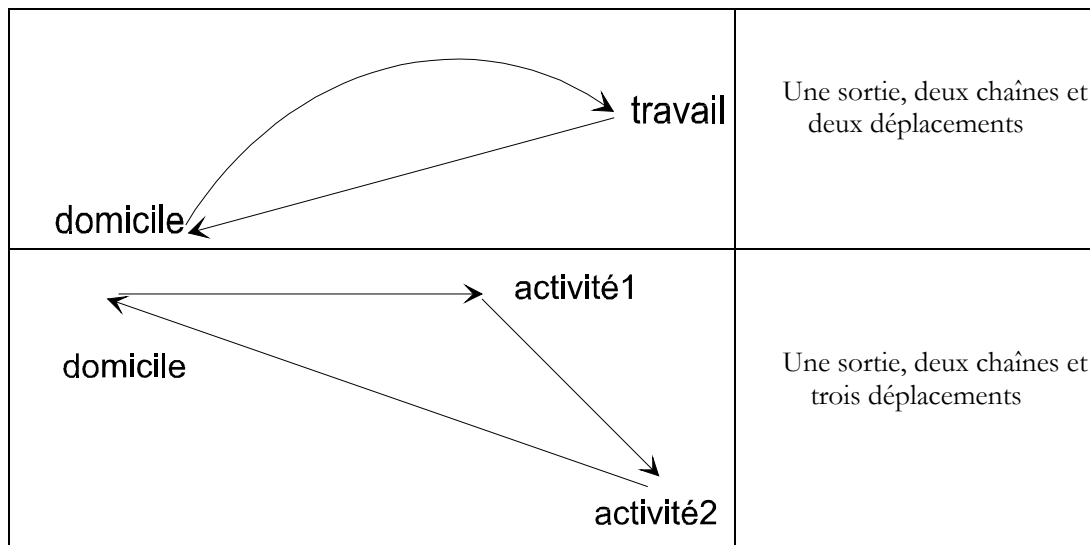 travail
domicile
Une sortie, deux chaînes et
deux déplacements
activité1
domicile
activité2
Une sortie, deux chaînes et
trois déplacements